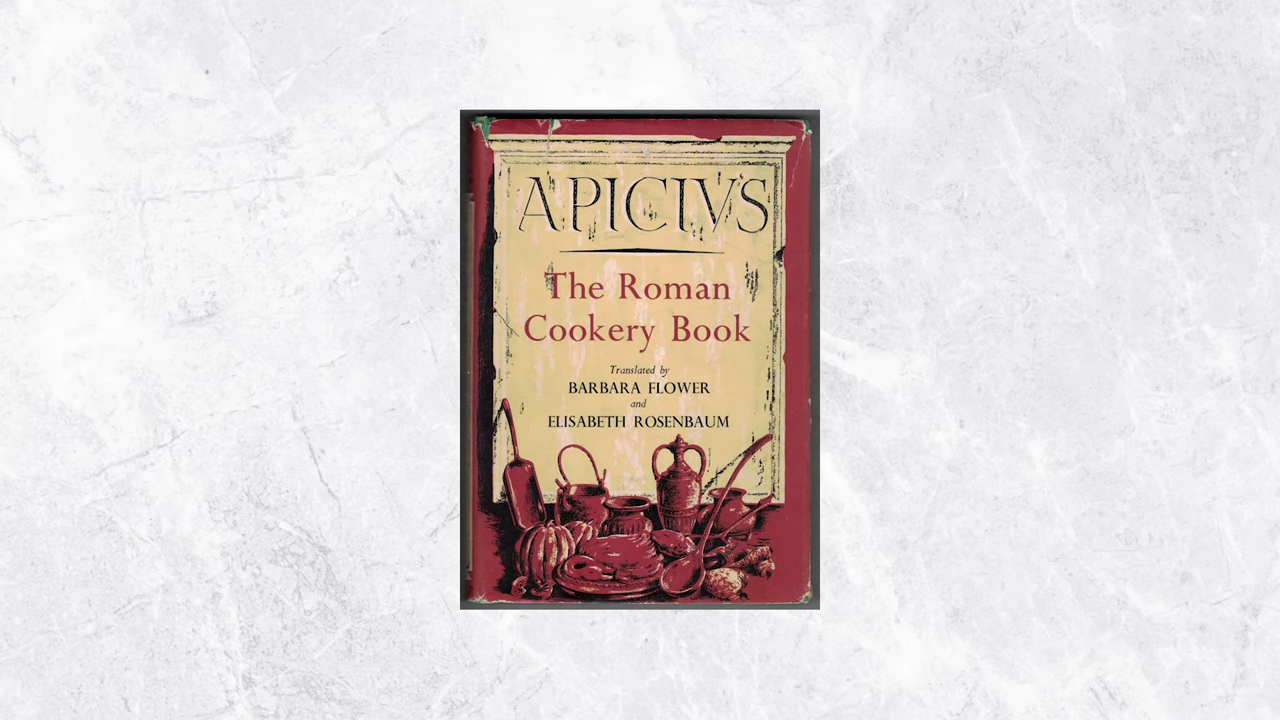 APICIVS
The Roman
Cookery Book
Translated by
BARBARA FLOWER
and
ELISABETH ROSENBAUM